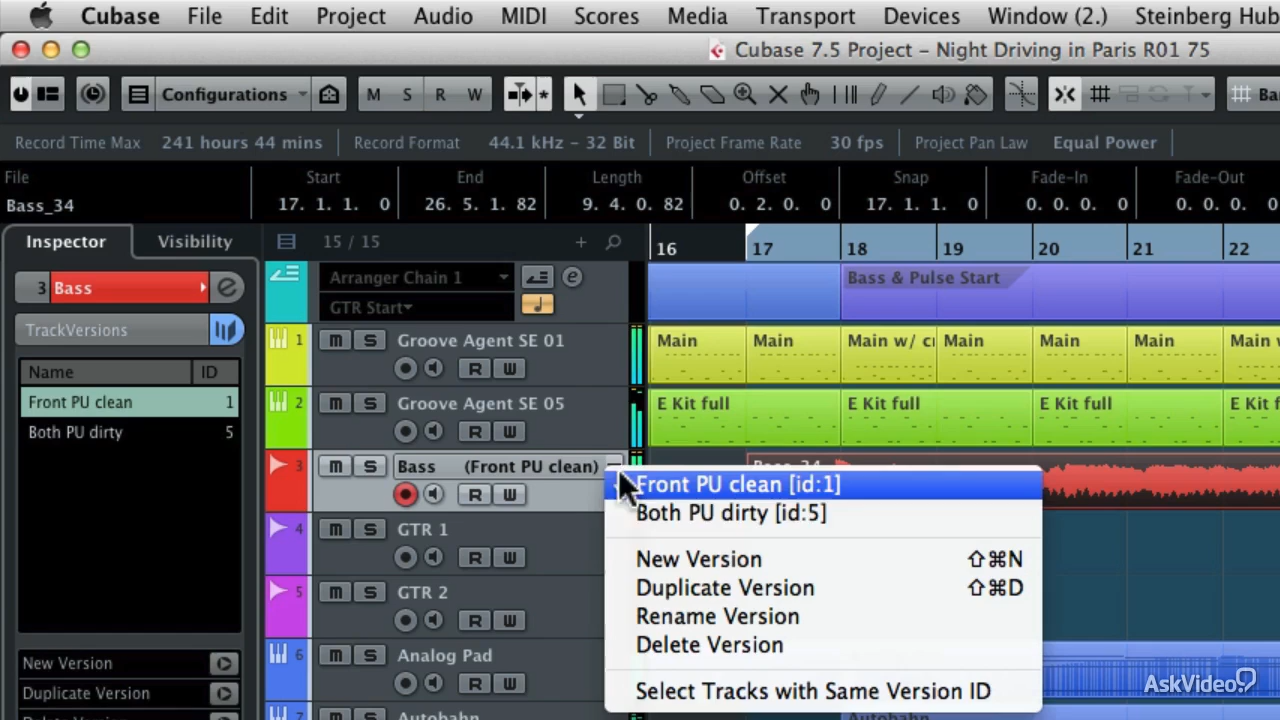 Cubase File Edit Project Audio MIDI Scores Media Transport Devices Window (2.) Steinberg Hub
Cubase 7.5 Project – Night Driving in Paris R01 75
Configurations M S R W
Record Time Max 241 hours 44 mins Record Format 44.1 kHz – 32 Bit Project Frame Rate 30 fps Project Pan Law Equal Power
File Start End Length Offset Snap Fade-In Fade-Out
Bass_34 17. 1. 1. 0 26. 5. 1. 82 9. 4. 0. 82 0. 2. 0. 0 17. 1. 1. 0 0. 0. 0. 0 0. 0. 0.
Inspector Visibility 15 / 15 16 17 18 19 20 21 22
Arranger Chain 1 e Bass & Pulse Start
3 Bass e
GTR Start
TrackVersions
1 m S Groove Agent SE 01 Main Main Main w/ Main Main Main Main
R W
Name ID
Front PU clean 1
2 m S Groove Agent SE 05 E Kit full E Kit full E Kit full
Both PU dirty 5
R W
3 m S Bass (Front PU clean) Bass_34
R W
Front PU clean [id:1]
Both PU dirty [id:5]
New Version ⇧⌘N
Duplicate Version ⇧⌘D
Rename Version
Delete Version
Select Tracks with Same Version ID
4 m S GTR 1
R W
5 m S GTR 2
R W
6 m S Analog Pad
R W
7 m S Autobahn Autobahn
New Version
Duplicate Version
AskVideo